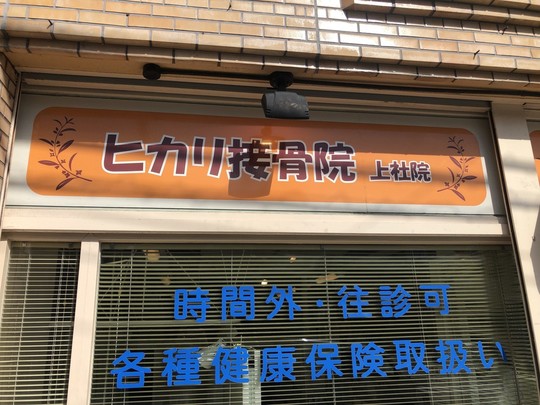 ヒカリ接骨院 上社院
時間外・往診可
各種健康保険取扱い